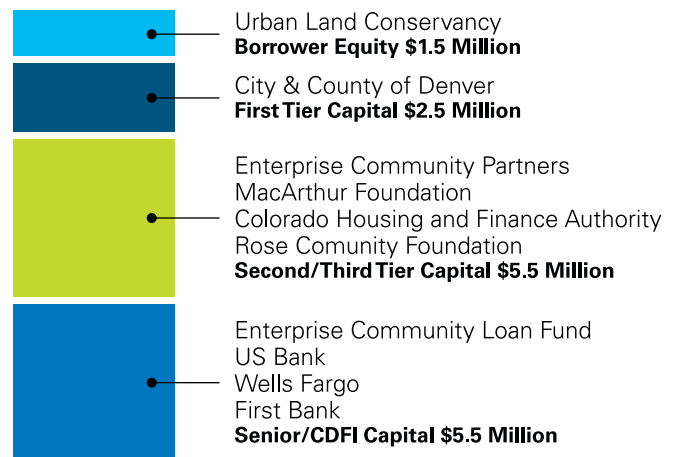 Urban Land Conservancy
Borrower Equity $1.5 Million
City & County of Denver
First Tier Capital $2.5 Million
Enterprise Community Partners
MacArthur Foundation
Colorado Housing and Finance Authority
Rose Comunity Foundation
Second/Third Tier Capital $5.5 Million
Enterprise Community Loan Fund
US Bank
Wells Fargo
First Bank
Senior/CDFI Capital $5.5 Million